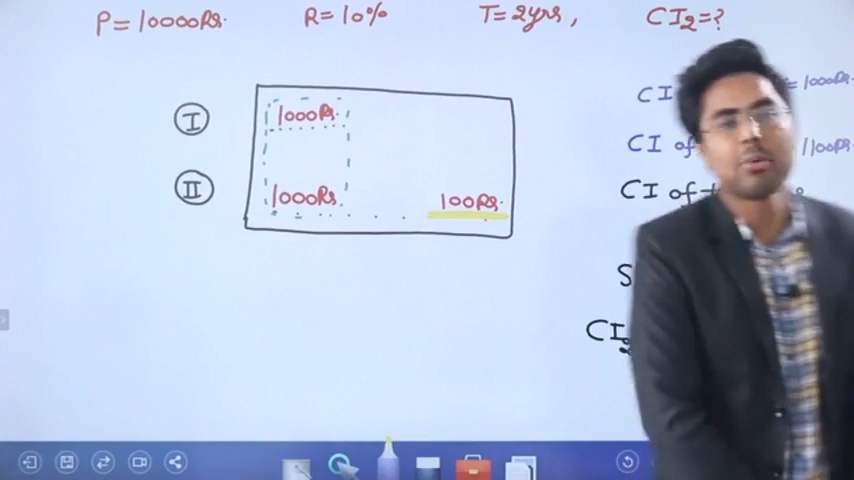 P = 10000Rs. R = 10% T = 2yrs, CI₂ = ?
I 1000Rs.
II 1000Rs. 100Rs.
CI = 1000Rs.
CI of 1100Rs.
CI of
S
CI